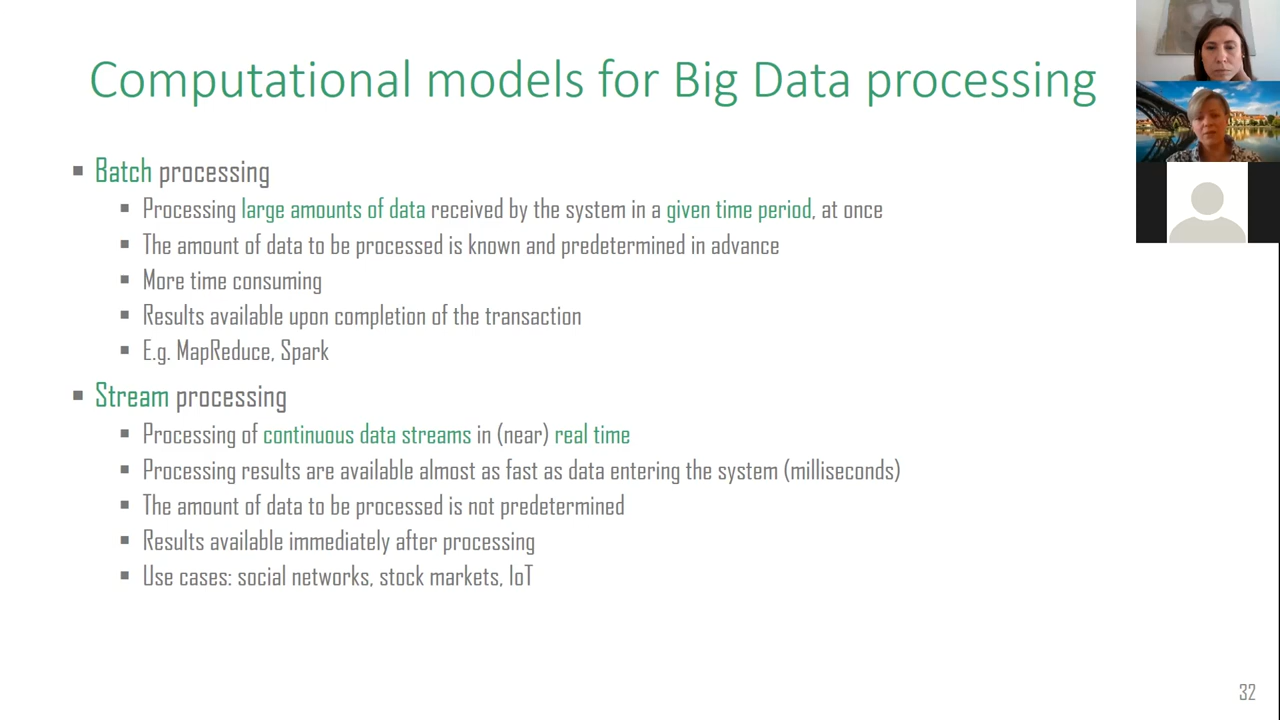 Computational models for Big Data processing
Batch processing
Processing large amounts of data received by the system in a given time period, at once
The amount of data to be processed is known and predetermined in advance
More time consuming
Results available upon completion of the transaction
E.g. MapReduce, Spark
Stream processing
Processing of continuous data streams in (near) real time
Processing results are available almost as fast as data entering the system (milliseconds)
The amount of data to be processed is not predetermined
Results available immediately after processing
Use cases: social networks, stock markets, IoT
32